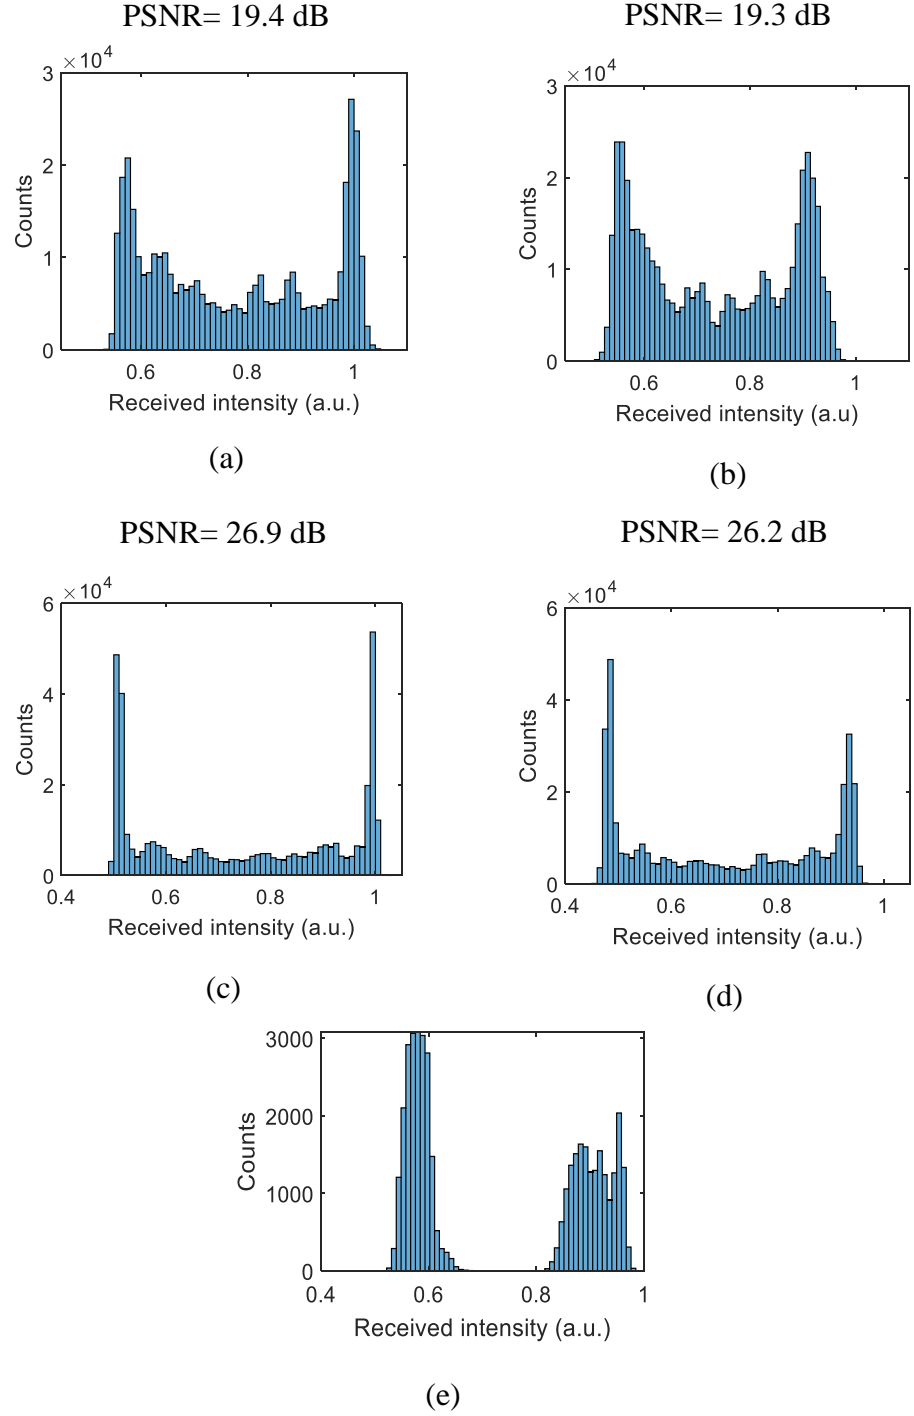 PSNR= 19.4 dB
PSNR= 19.3 dB
×10⁴
3
2
1
0
Counts
0.6 0.8 1
Received intensity (a.u.)
(a)
×10⁴
3
2
1
0
Counts
0.6 0.8 1
Received intensity (a.u)
(b)
PSNR= 26.9 dB
PSNR= 26.2 dB
×10⁴
6
4
2
0
Counts
0.4 0.6 0.8 1
Received intensity (a.u.)
(c)
×10⁴
6
4
2
0
Counts
0.4 0.6 0.8 1
Received intensity (a.u.)
(d)
3000
2000
1000
0
Counts
0.4 0.6 0.8 1
Received intensity (a.u.)
(e)